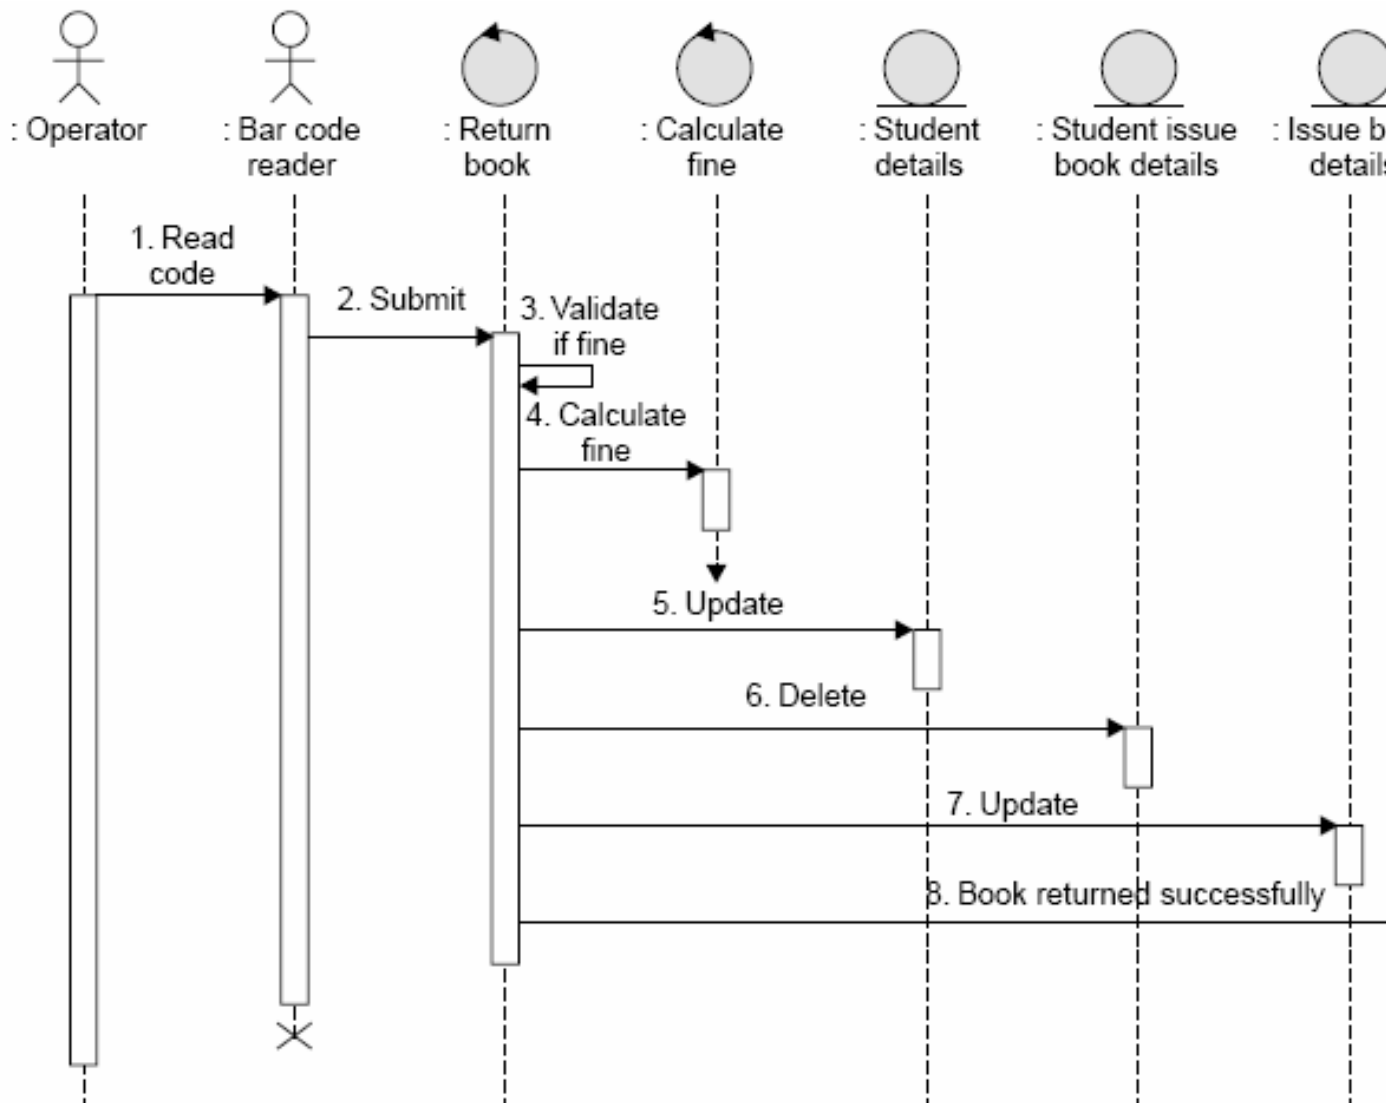 : Operator
: Bar code
reader
: Return
book
: Calculate
fine
: Student
details
: Student issue
book details
: Issue
1. Read
code
2. Submit
3. Validate
if fine
4. Calculate
fine
5. Update
6. Delete
7. Update
8. Book returned successfully